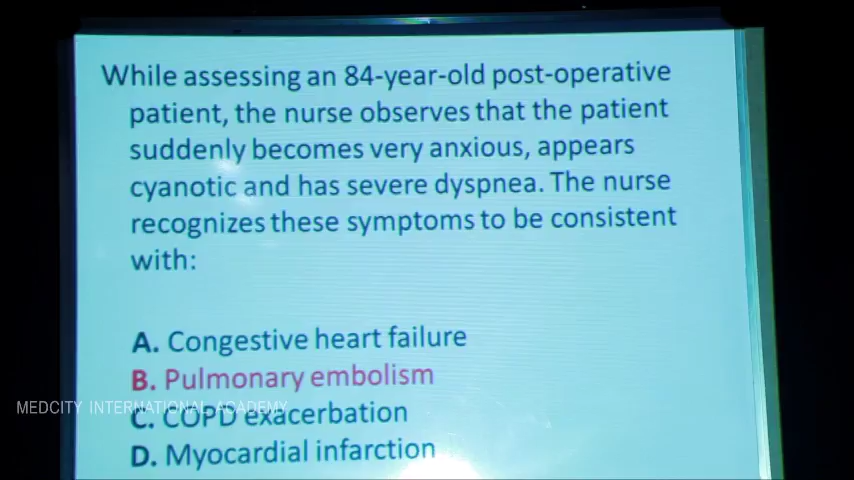 While assessing an 84-year-old post-operative
patient, the nurse observes that the patient
suddenly becomes very anxious, appears
cyanotic and has severe dyspnea. The nurse
recognizes these symptoms to be consistent
with:
A. Congestive heart failure
B. Pulmonary embolism
MEDCITY INTERNATIONAL ACADEMY
C. COPD exacerbation
D. Myocardial infarction